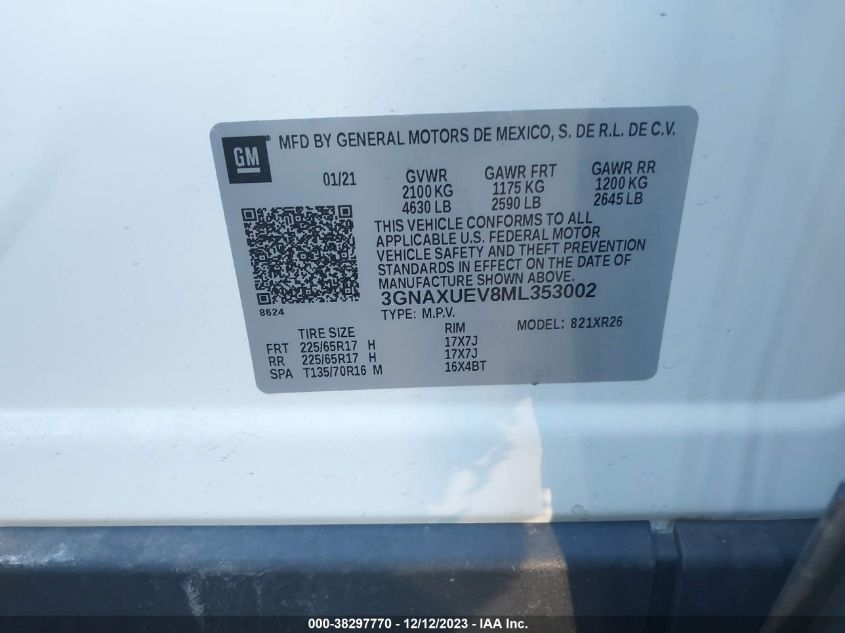 GM
MFD BY GENERAL MOTORS DE MEXICO, S. DE R.L. DE C.V.
01/21 GVWR GAWR FRT GAWR RR
2100 KG 1175 KG 1200 KG
4630 LB 2590 LB 2645 LB
THIS VEHICLE CONFORMS TO ALL
APPLICABLE U.S. FEDERAL MOTOR
VEHICLE SAFETY AND THEFT PREVENTION
STANDARDS IN EFFECT ON THE DATE OF
MANUFACTURE SHOWN ABOVE.
3GNAXUEV8ML353002
8624
TYPE: M.P.V. MODEL: 821XR26
TIRE SIZE RIM
FRT 225/65R17 H 17X7J
RR 225/65R17 H 17X7J
SPA T135/70R16 M 16X4BT
000-38297770 - 12/12/2023 - IAAI, Inc.